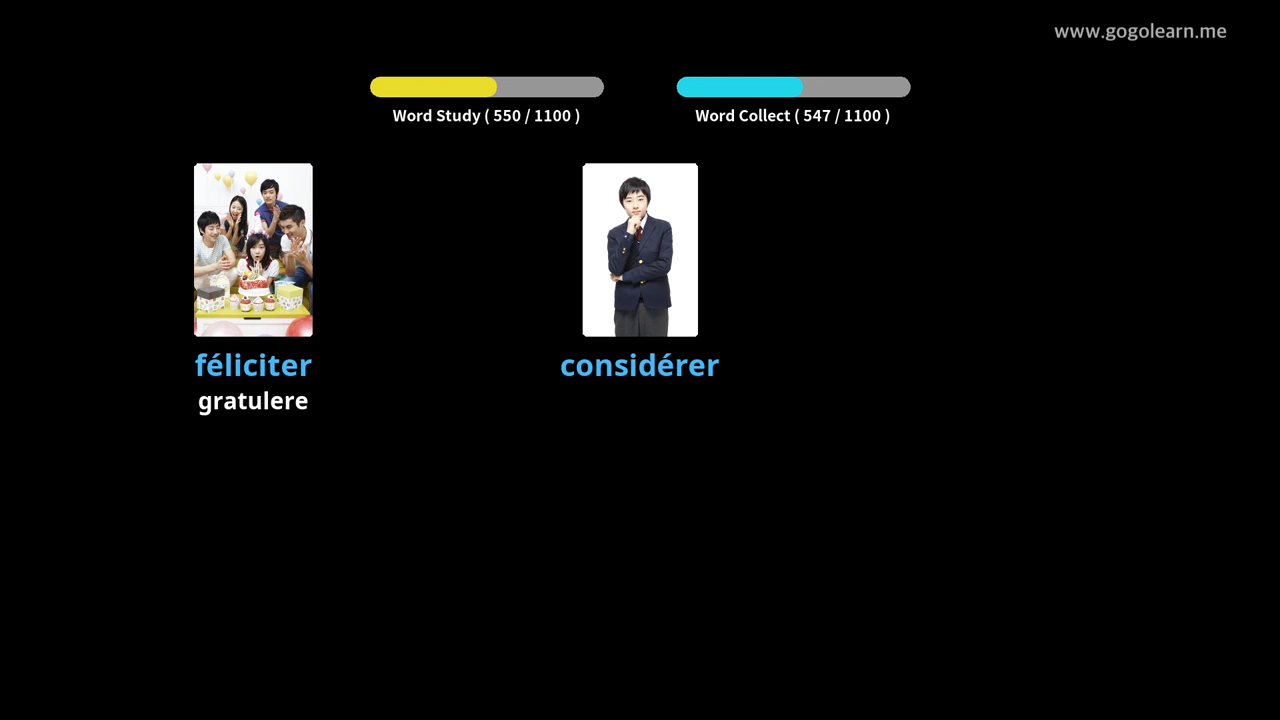 www.gogolearn.me
Word Study ( 550 / 1100 )
Word Collect ( 547 / 1100 )
féliciter
gratulere
considérer